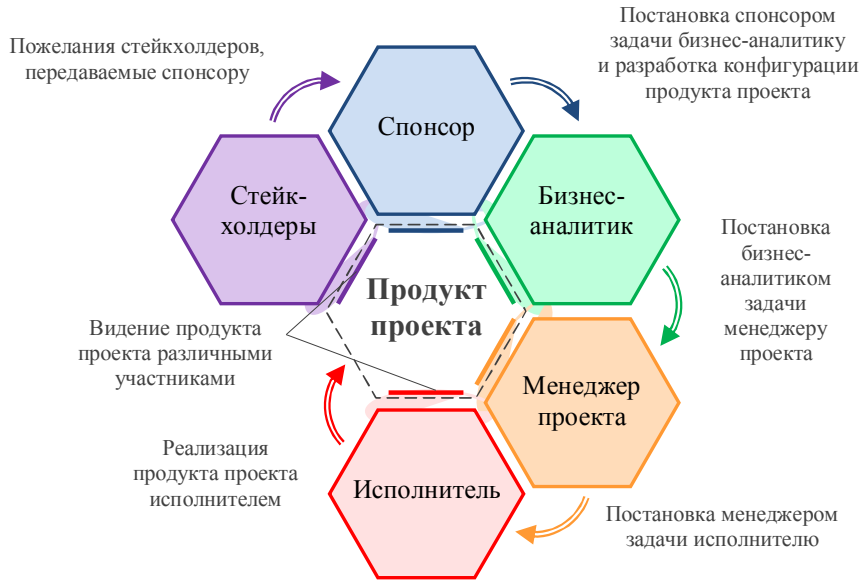 Пожелания стейкхолдеров,
передаваемые спонсору
Постановка спонсором
задачи бизнес-аналитику
и разработка конфигурации
продукта проекта
Спонсор
Стейк-
холдеры
Бизнес-
аналитик
Постановка
бизнес-
аналитиком
задачи
менеджеру
проекта
Продукт
проекта
Видение продукта
проекта различными
участниками
Менеджер
проекта
Реализация
продукта проекта
исполнителем
Исполнитель
Постановка менеджером
задачи исполнителю